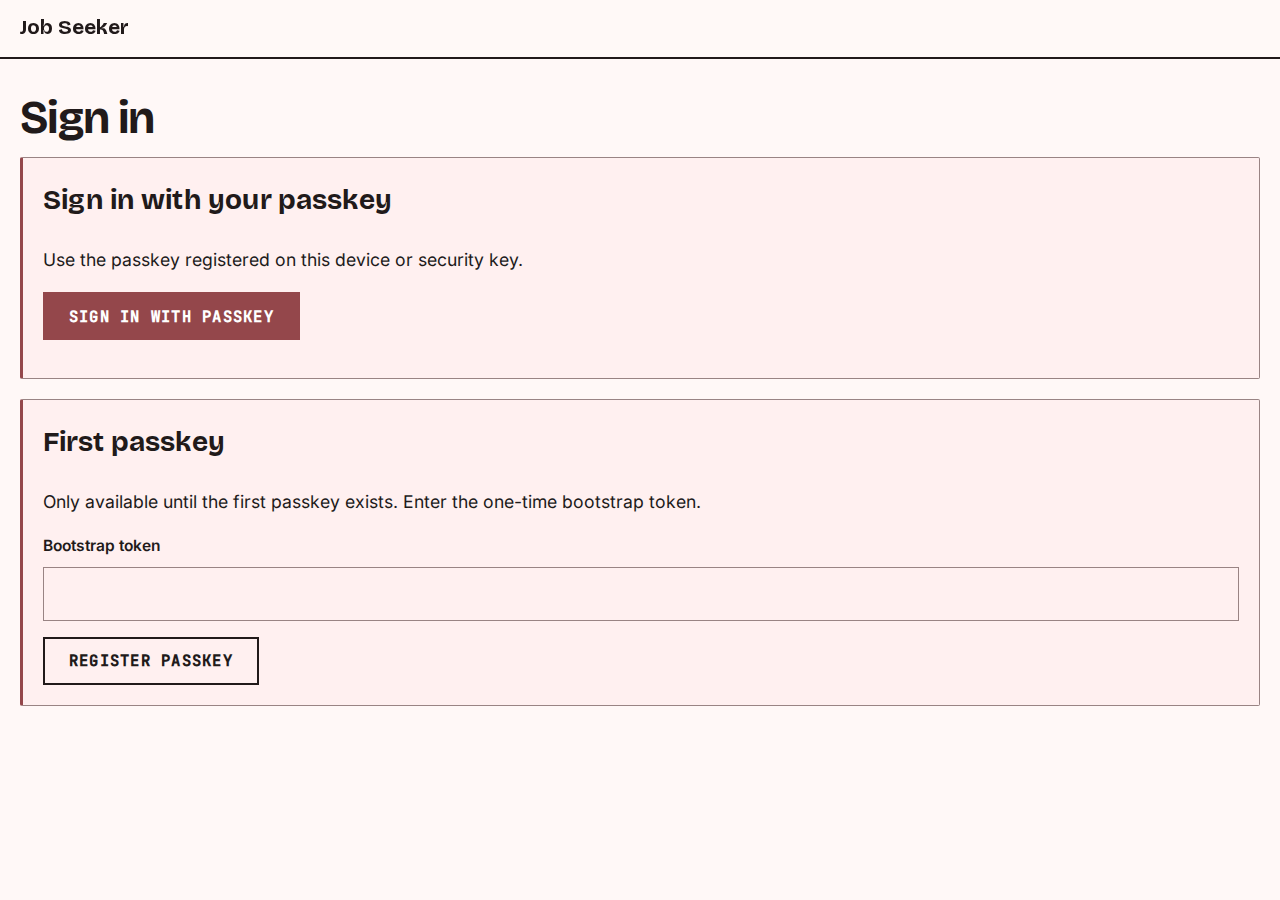 Job Seeker
Sign in
Sign in with your passkey
Use the passkey registered on this device or security key.
SIGN IN WITH PASSKEY
First passkey
Only available until the first passkey exists. Enter the one-time bootstrap token.
Bootstrap token
REGISTER PASSKEY